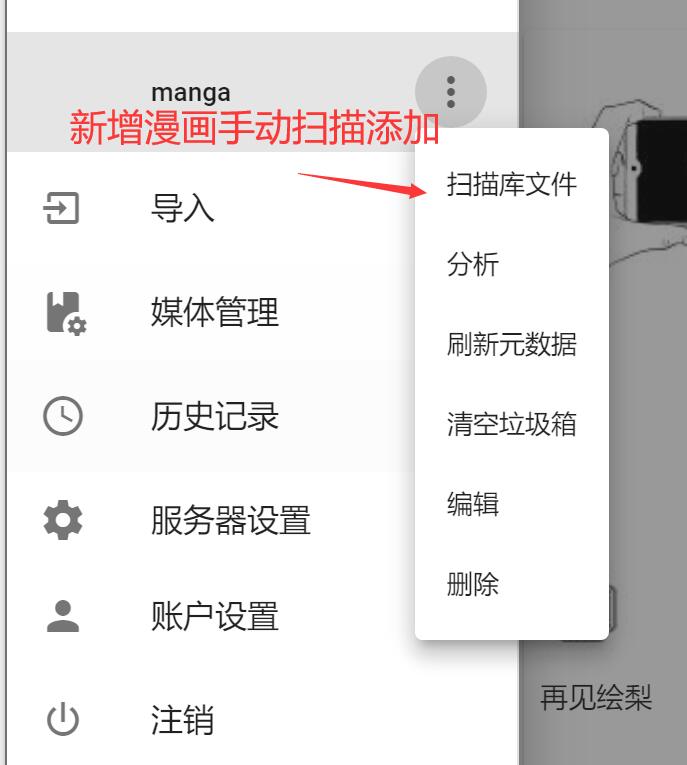 manga
新增漫画手动扫描添加
扫描库文件
导入
分析
媒体管理
刷新元数据
历史记录
清空垃圾箱
服务器设置
编辑
账户设置
删除
再见绘梨
注销